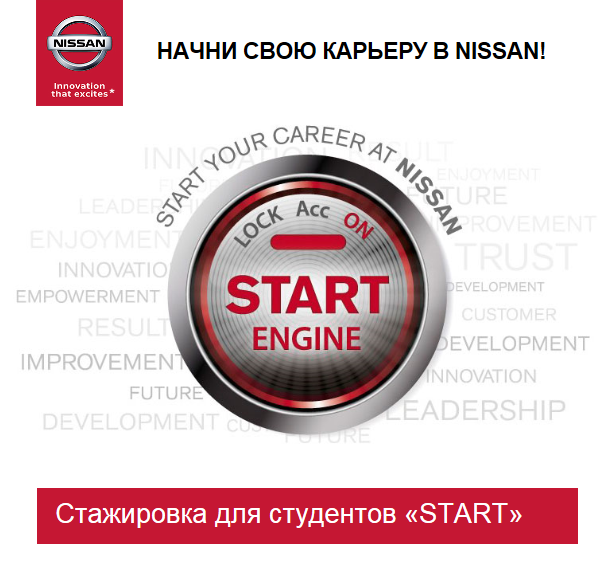 НАЧНИ СВОЮ КАРЬЕРУ В NISSAN!
NISSAN
Innovation
that excites*
START YOUR CAREER AT NISSAN
INNOVATION
RESULT
ENJOYMENT
FUTURE
LEADERSHIP
IMPROVEMENT
ENJOYMENT
TRUST
INNOVATIO
EMPOWERMENT
DEVELOPMENT
CUSTOMER
RESULT
DEVELOPMENT
IMPROVEMENT
INNOVATION
FUTURE
LEADERSHIP
DEVELOPMENT
FUTURE
LOCK Acc ON
START
ENGINE
Стажировка для студентов «START»